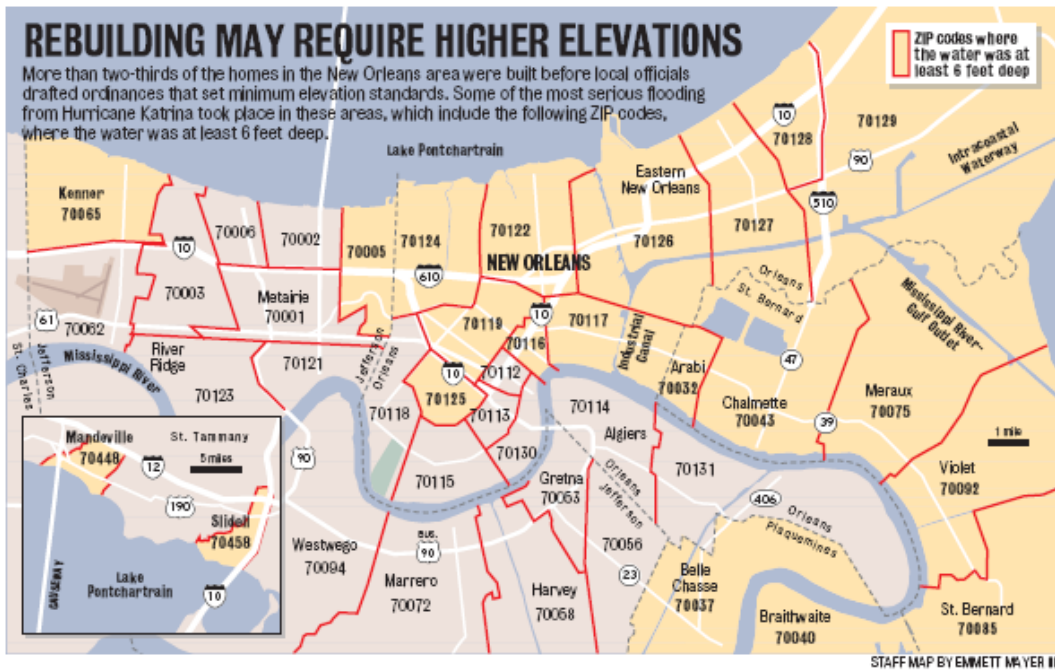 REBUILDING MAY REQUIRE HIGHER ELEVATIONS
More than two-thirds of the homes in the New Orleans area were built before local officials
drafted ordinances that set minimum elevation standards. Some of the most serious flooding
from Hurricane Katrina took place in these areas, which include the following ZIP codes,
where the water was at least 6 feet deep.
ZIP codes where
the water was at
least 6 feet deep
Lake Pontchartrain
Kenner
70065
10
70006
70002
70005
70124
70122
610
NEW ORLEANS
Eastern
New Orleans
70126
70127
10
70128
70129
90
Intracoastal
Waterway
510
70003
Metairie
70001
61
70062
St. Charles
Jefferson
Mississippi River
River
Ridge
70123
70121
Jefferson
Orleans
70119
10
70117
70116
70112
10
70125
70113
70118
70115
70130
Industrial
Canal
Orleans
St. Bernard
47
Mississippi River-
Gulf Outlet
Arabi
70032
Chalmette
70043
39
Meraux
70075
1 mile
Violet
70092
70114
Algiers
70131
Gretna
70053
Orleans
Jefferson
406
Orleans
Plaquemines
90
Westwego
70094
BUS.
90
Marrero
70072
Harvey
70058
70056
23
Belle
Chasse
70037
Braithwaite
70040
St. Bernard
70085
Mandeville
70448
St. Tammany
5 miles
12
190
Slidell
70458
Lake
Pontchartrain
CAUSEWAY
10
STAFF MAP BY EMMETT MAYER II